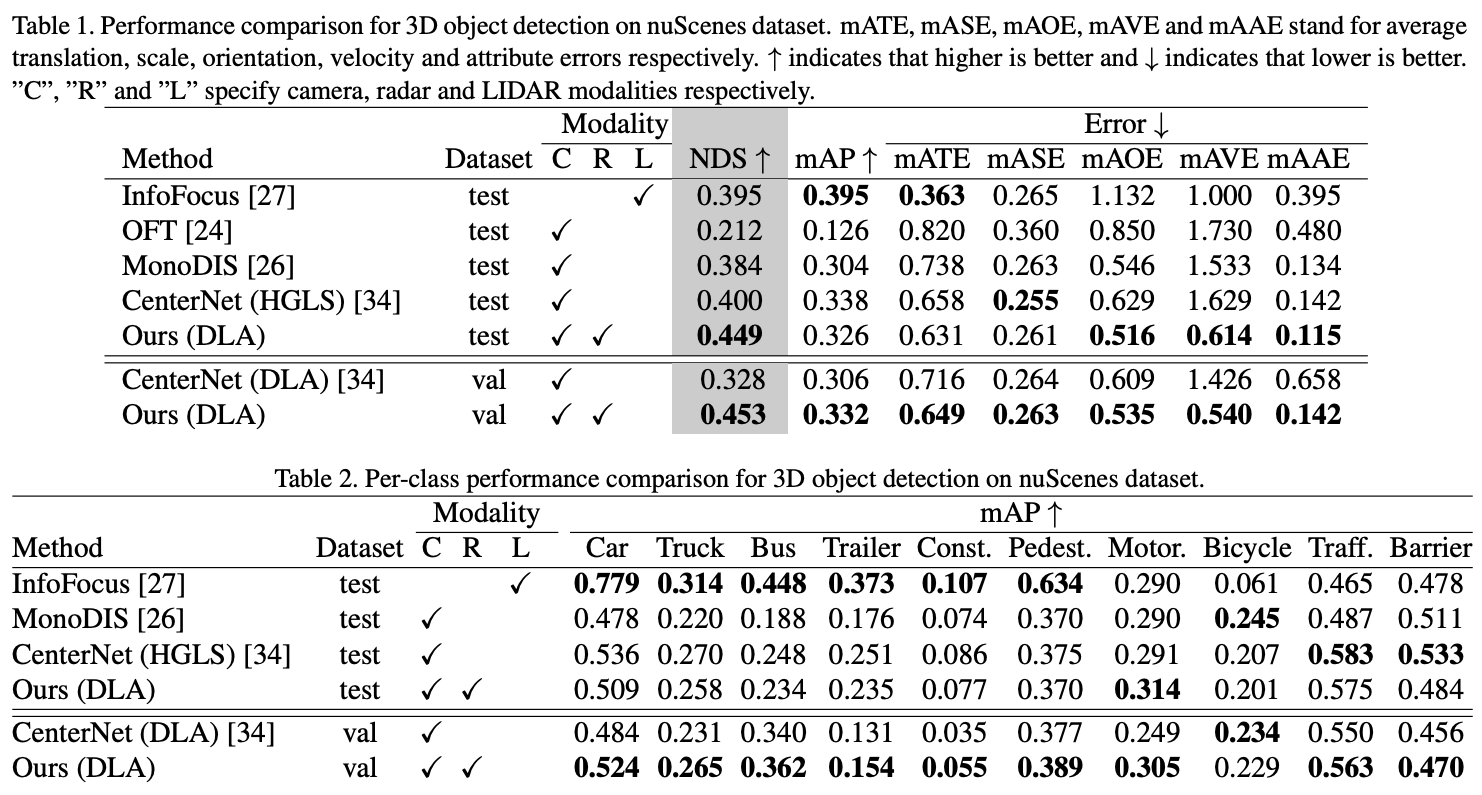 Table 1. Performance comparison for 3D object detection on nuScenes dataset. mATE, mASE, mAOE, mAVE and mAAE stand for average
translation, scale, orientation, velocity and attribute errors respectively. ↑ indicates that higher is better and ↓ indicates that lower is better.
”C”, ”R” and ”L” specify camera, radar and LIDAR modalities respectively.
Modality Error ↓
Method Dataset C R L NDS ↑ mAP ↑ mATE mASE mAOE mAVE mAAE
InfoFocus [27] test ✓ 0.395 0.395 0.363 0.265 1.132 1.000 0.395
OFT [24] test ✓ 0.212 0.126 0.820 0.360 0.850 1.730 0.480
MonoDIS [26] test ✓ 0.384 0.304 0.738 0.263 0.546 1.533 0.134
CenterNet (HGLS) [34] test ✓ 0.400 0.338 0.658 0.255 0.629 1.629 0.142
Ours (DLA) test ✓ ✓ 0.449 0.326 0.631 0.261 0.516 0.614 0.115
CenterNet (DLA) [34] val ✓ 0.328 0.306 0.716 0.264 0.609 1.426 0.658
Ours (DLA) val ✓ ✓ 0.453 0.332 0.649 0.263 0.535 0.540 0.142
Table 2. Per-class performance comparison for 3D object detection on nuScenes dataset.
Modality mAP ↑
Method Dataset C R L Car Truck Bus Trailer Const. Pedest. Motor. Bicycle Traff. Barrier
InfoFocus [27] test ✓ 0.779 0.314 0.448 0.373 0.107 0.634 0.290 0.061 0.465 0.478
MonoDIS [26] test ✓ 0.478 0.220 0.188 0.176 0.074 0.370 0.290 0.245 0.487 0.511
CenterNet (HGLS) [34] test ✓ 0.536 0.270 0.248 0.251 0.086 0.375 0.291 0.207 0.583 0.533
Ours (DLA) test ✓ ✓ 0.509 0.258 0.234 0.235 0.077 0.370 0.314 0.201 0.575 0.484
CenterNet (DLA) [34] val ✓ 0.484 0.231 0.340 0.131 0.035 0.377 0.249 0.234 0.550 0.456
Ours (DLA) val ✓ ✓ 0.524 0.265 0.362 0.154 0.055 0.389 0.305 0.229 0.563 0.470